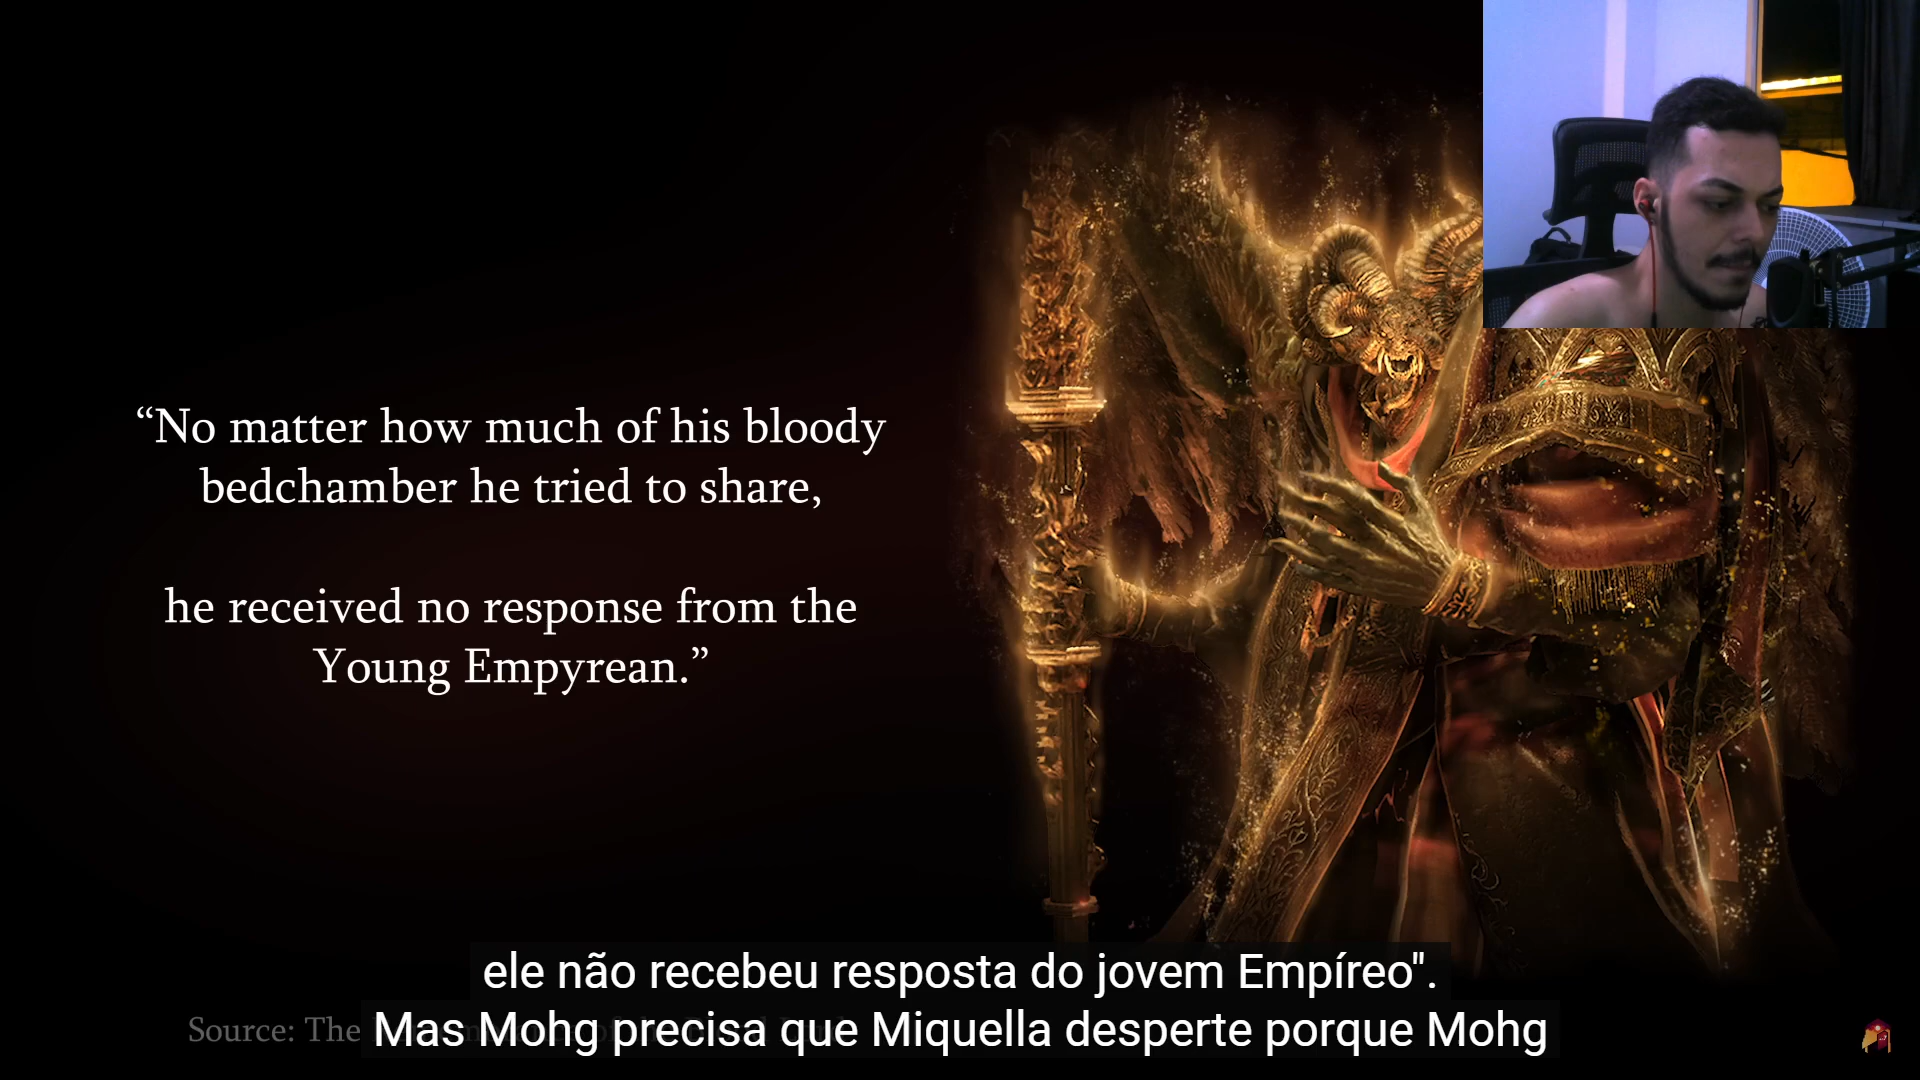 “No matter how much of his bloody
bedchamber he tried to share,
he received no response from the
Young Empyrean.”
ele não recebeu resposta do jovem Empíreo".
Source: The
Mas Mohg precisa que Miquella desperte porque Mohg